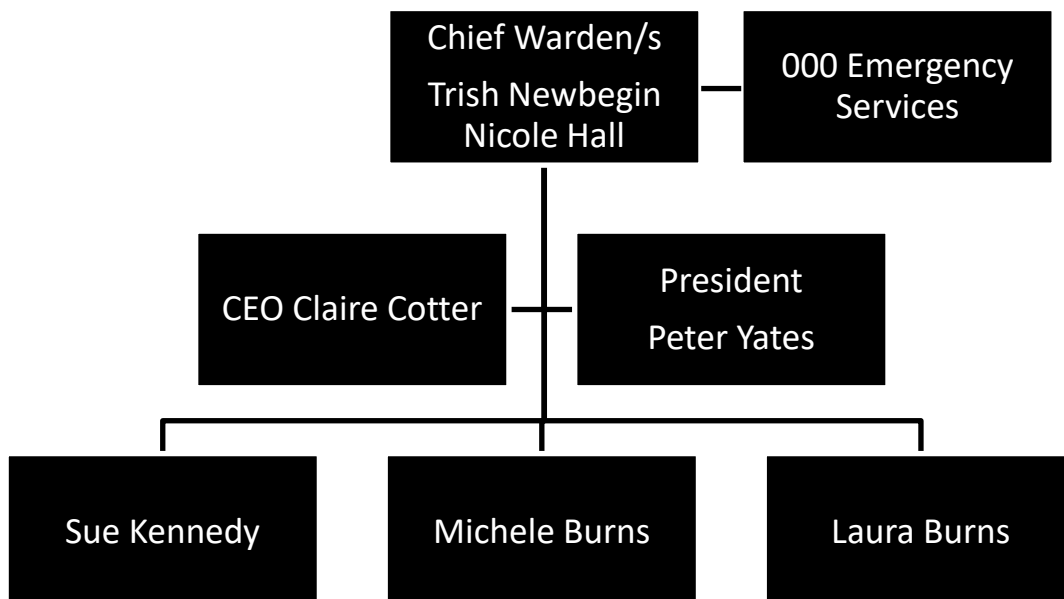 Chief Warden/s
Trish Newbegin
Nicole Hall
000 Emergency
Services
CEO Claire Cotter
President
Peter Yates
Sue Kennedy
Michele Burns
Laura Burns